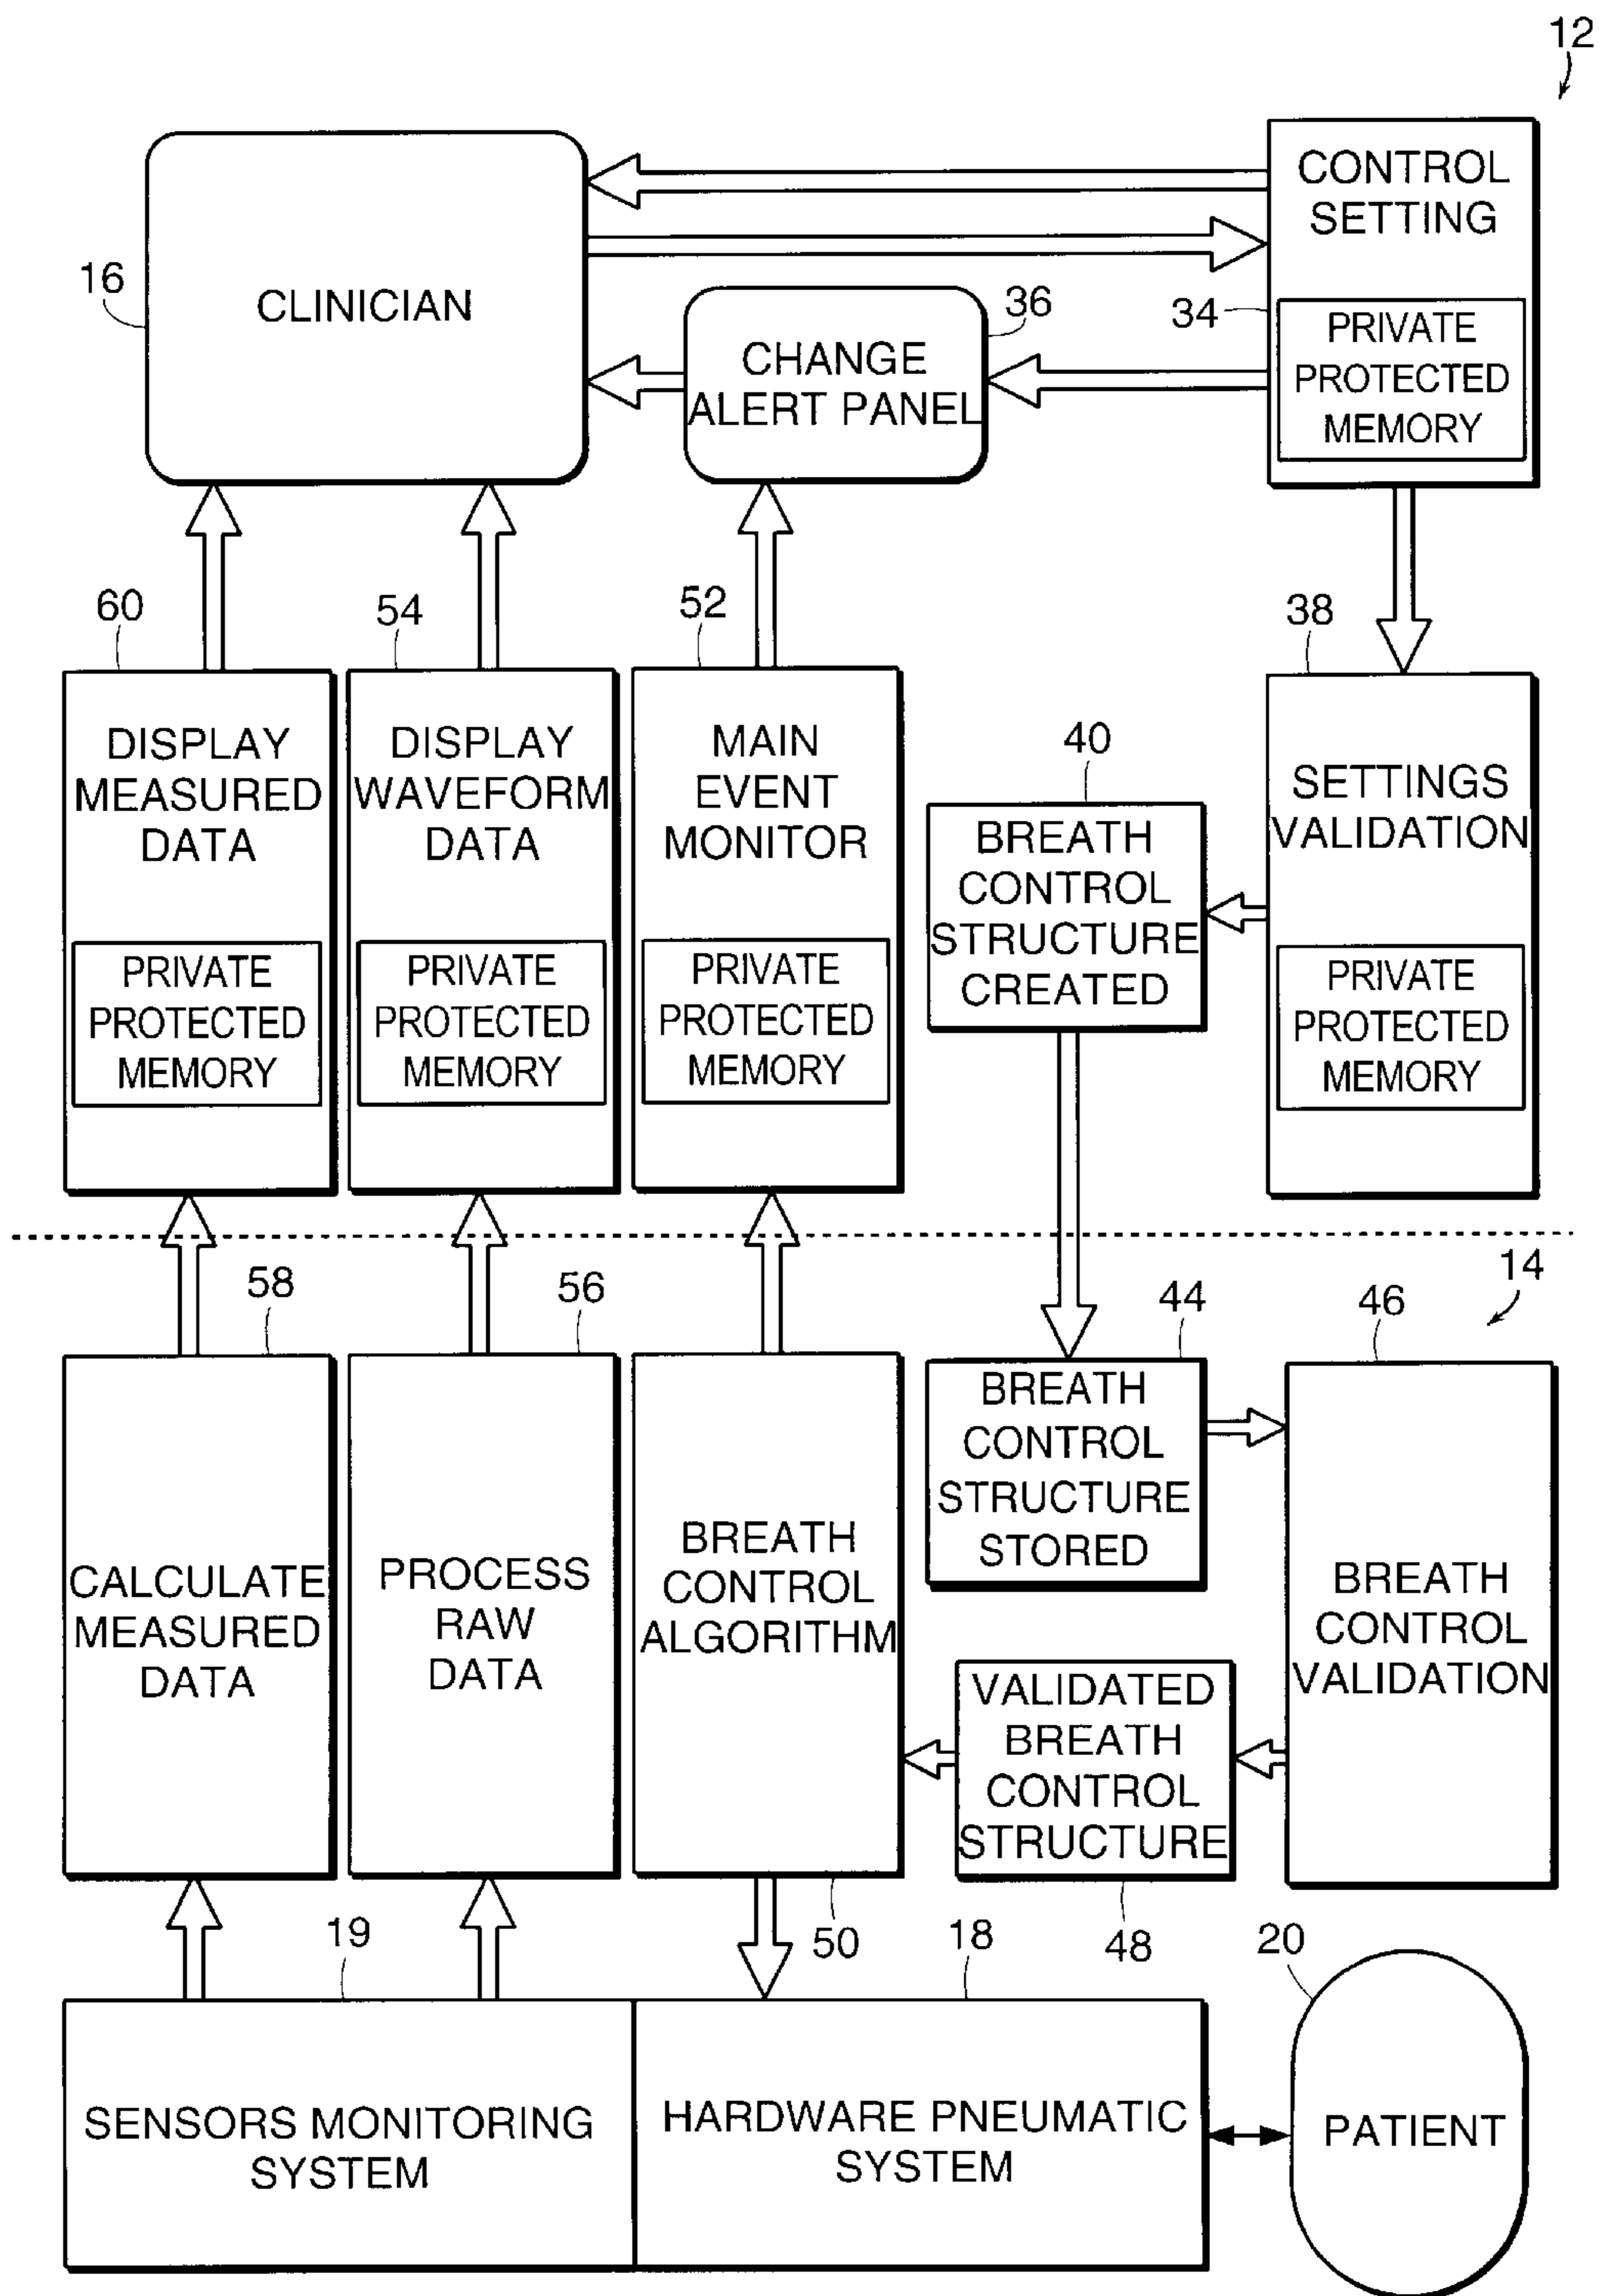 12
CLINICIAN
16
CONTROL
SETTING
34
PRIVATE
PROTECTED
MEMORY
36
CHANGE
ALERT PANEL
60
DISPLAY
MEASURED
DATA
PRIVATE
PROTECTED
MEMORY
54
DISPLAY
WAVEFORM
DATA
PRIVATE
PROTECTED
MEMORY
52
MAIN
EVENT
MONITOR
PRIVATE
PROTECTED
MEMORY
40
BREATH
CONTROL
STRUCTURE
CREATED
38
SETTINGS
VALIDATION
PRIVATE
PROTECTED
MEMORY
14
58
CALCULATE
MEASURED
DATA
56
PROCESS
RAW
DATA
BREATH
CONTROL
ALGORITHM
50
44
BREATH
CONTROL
STRUCTURE
STORED
46
BREATH
CONTROL
VALIDATION
VALIDATED
BREATH
CONTROL
STRUCTURE
48
19
SENSORS MONITORING
SYSTEM
18
HARDWARE PNEUMATIC
SYSTEM
20
PATIENT